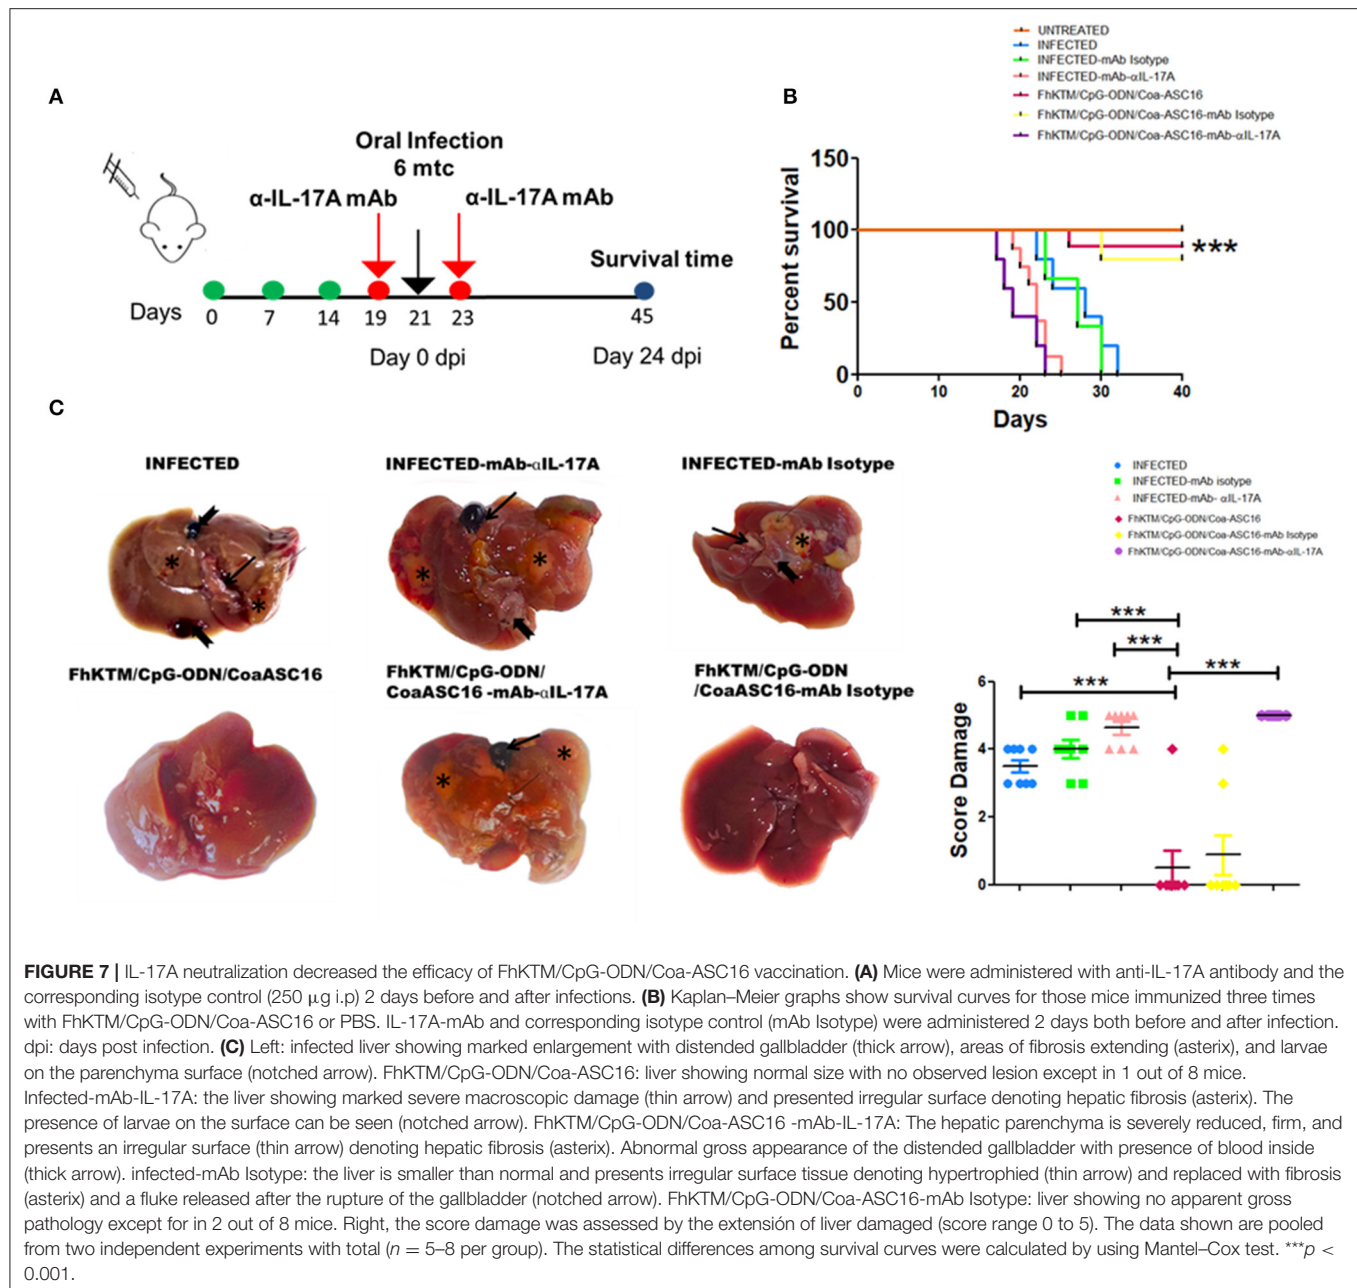 A
Oral Infection
6 mtc
α-IL-17A mAb
α-IL-17A mAb
Survival time
Days
0
7
14
19
21
23
45
Day 0 dpi
Day 24 dpi
B
UNTREATED
INFECTED
INFECTED-mAb Isotype
INFECTED-mAb-αIL-17A
FhKTM/CpG-ODN/Coa-ASC16
FhKTM/CpG-ODN/Coa-ASC16-mAb Isotype
FhKTM/CpG-ODN/Coa-ASC16-mAb-αIL-17A
Percent survival
150
100
50
0
***
0
10
20
30
40
Days
C
INFECTED
INFECTED-mAb-αIL-17A
INFECTED-mAb Isotype
* * * * *
FhKTM/CpG-ODN/CoaASC16
FhKTM/CpG-ODN/
CoaASC16 -mAb-αIL-17A
FhKTM/CpG-ODN
/CoaASC16-mAb Isotype
* *
INFECTED
INFECTED-mAb isotype
INFECTED-mAb- αIL-17A
FhKTM/CpG-ODN/Coa-ASC16
FhKTM/CpG-ODN/Coa-ASC16-mAb Isotype
FhKTM/CpG-ODN/Coa-ASC16-mAb-αIL-17A
***
***
***
***
Score Damage
6
4
2
0
FIGURE 7 | IL-17A neutralization decreased the efficacy of FhKTM/CpG-ODN/Coa-ASC16 vaccination. (A) Mice were administered with anti-IL-17A antibody and the
corresponding isotype control (250 μg i.p) 2 days before and after infections. (B) Kaplan–Meier graphs show survival curves for those mice immunized three times
with FhKTM/CpG-ODN/Coa-ASC16 or PBS. IL-17A-mAb and corresponding isotype control (mAb Isotype) were administered 2 days both before and after infection.
dpi: days post infection. (C) Left: infected liver showing marked enlargement with distended gallbladder (thick arrow), areas of fibrosis extending (asterix), and larvae
on the parenchyma surface (notched arrow). FhKTM/CpG-ODN/Coa-ASC16: liver showing normal size with no observed lesion except in 1 out of 8 mice.
Infected-mAb-IL-17A: the liver showing marked severe macroscopic damage (thin arrow) and presented irregular surface denoting hepatic fibrosis (asterix). The
presence of larvae on the surface can be seen (notched arrow). FhKTM/CpG-ODN/Coa-ASC16 -mAb-IL-17A: The hepatic parenchyma is severely reduced, firm, and
presents an irregular surface (thin arrow) denoting hepatic fibrosis (asterix). Abnormal gross appearance of the distended gallbladder with presence of blood inside
(thick arrow). infected-mAb Isotype: the liver is smaller than normal and presents irregular surface tissue denoting hypertrophied (thin arrow) and replaced with fibrosis
(asterix) and a fluke released after the rupture of the gallbladder (notched arrow). FhKTM/CpG-ODN/Coa-ASC16-mAb Isotype: liver showing no apparent gross
pathology except for in 2 out of 8 mice. Right, the score damage was assessed by the extensión of liver damaged (score range 0 to 5). The data shown are pooled
from two independent experiments with total (n = 5–8 per group). The statistical differences among survival curves were calculated by using Mantel–Cox test. ***p <
0.001.